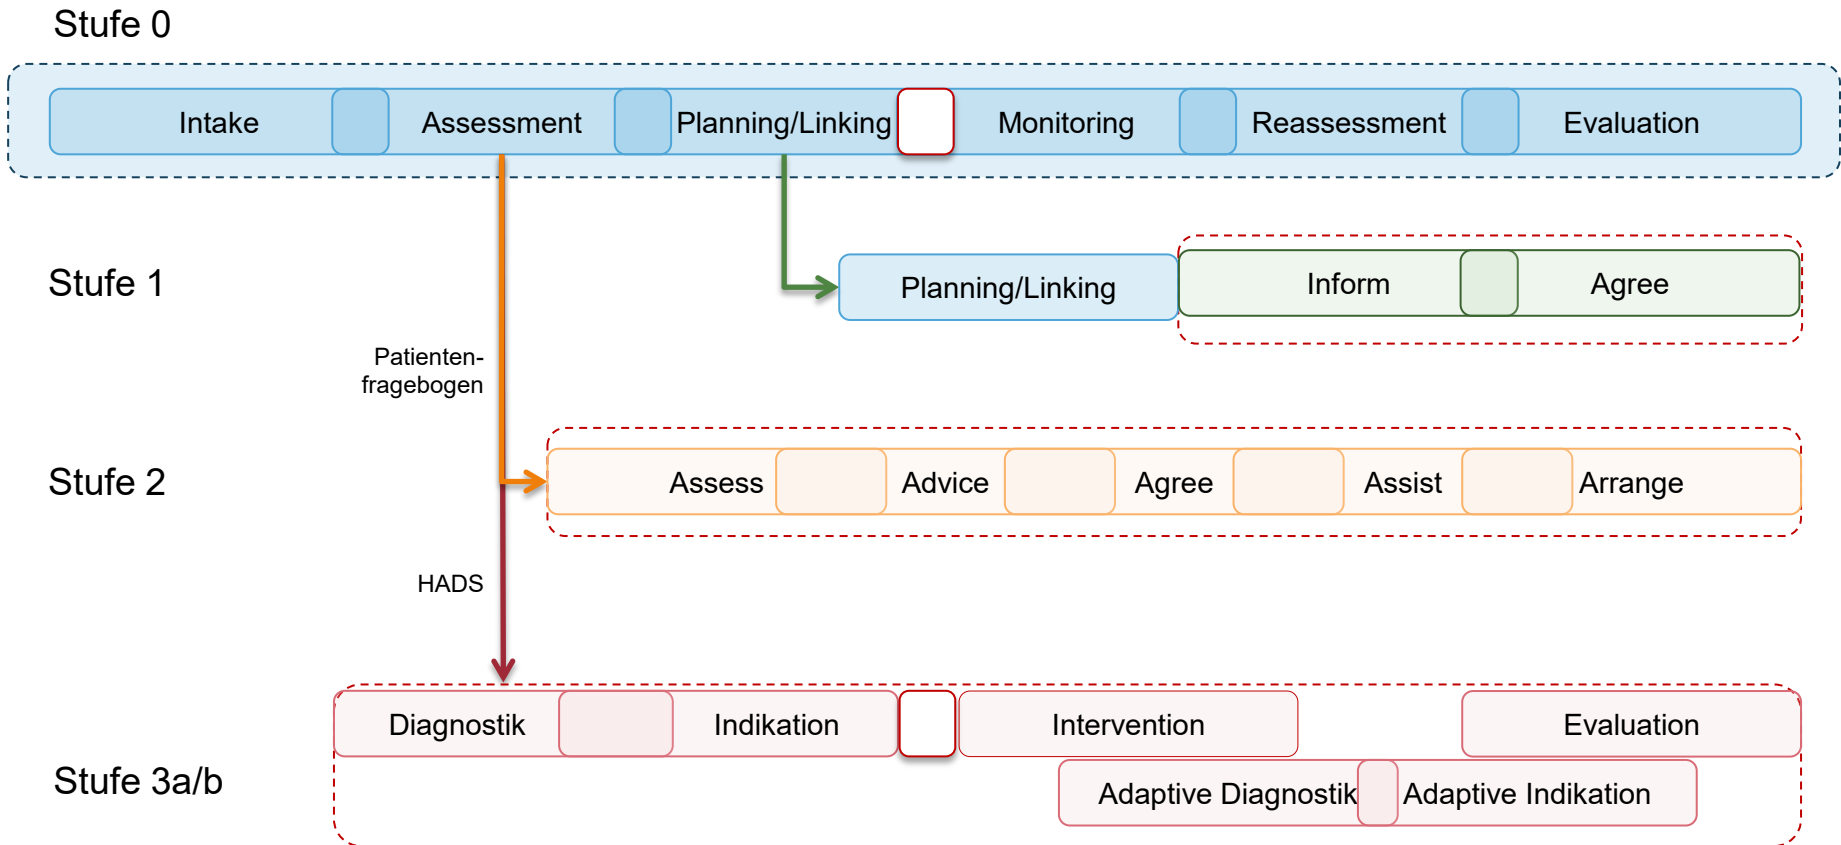 Stufe 0
Intake
Assessment
Planning/Linking
Monitoring
Reassessment
Evaluation
Stufe 1
Planning/Linking
Inform
Agree
Patienten-
fragebogen
Stufe 2
Assess
Advice
Agree
Assist
Arrange
HADS
Diagnostik
Indikation
Intervention
Evaluation
Stufe 3a/b
Adaptive Diagnostik
Adaptive Indikation